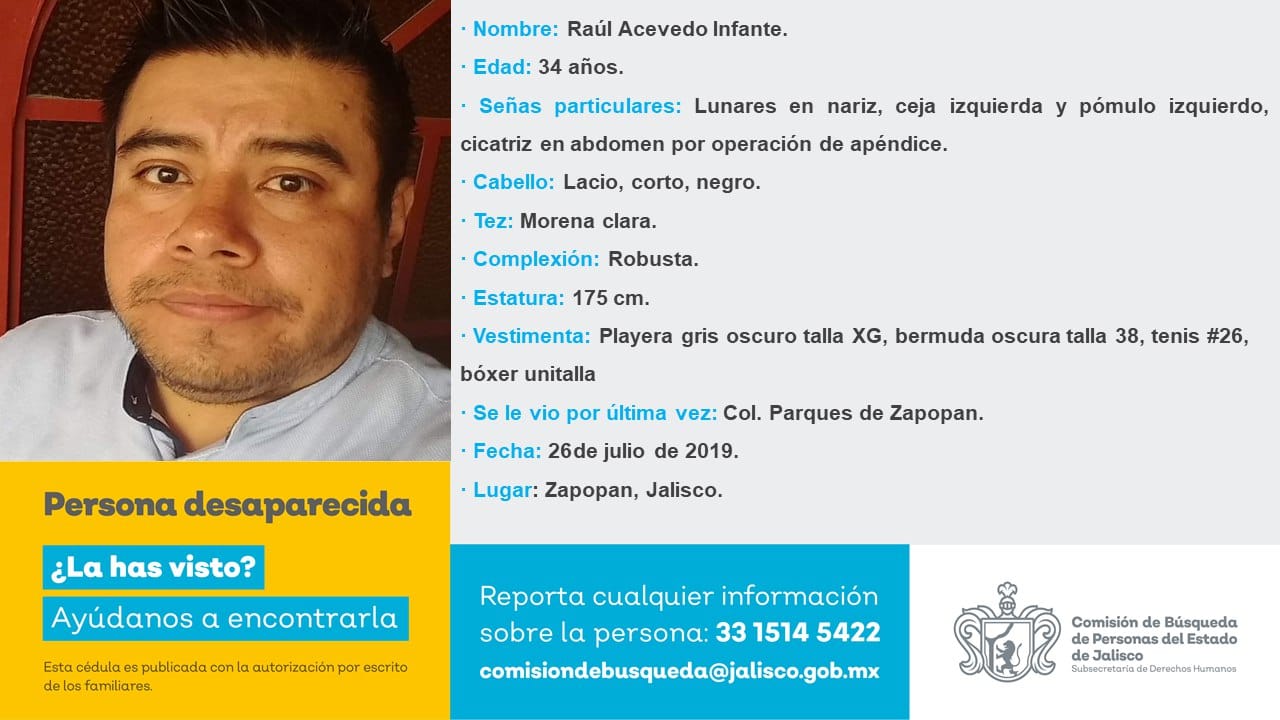 · Nombre: Raúl Acevedo Infante.
· Edad: 34 años.
· Señas particulares: Lunares en nariz, ceja izquierda y pómulo izquierdo,
cicatriz en abdomen por operación de apéndice.
· Cabello: Lacio, corto, negro.
· Tez: Morena clara.
· Complexión: Robusta.
· Estatura: 175 cm.
· Vestimenta: Playera gris oscuro talla XG, bermuda oscura talla 38, tenis #26,
bóxer unitalla
· Se le vio por última vez: Col. Parques de Zapopan.
· Fecha: 26de julio de 2019.
· Lugar: Zapopan, Jalisco.
Persona desaparecida
¿La has visto?
Ayúdanos a encontrarla
Esta cédula es publicada con la autorización por escrito
de los familiares.
Reporta cualquier información
sobre la persona: 33 1514 5422
comisiondebusqueda@jalisco.gob.mx
Comisión de Búsqueda
de Personas del Estado
de Jalisco
Subsecretaría de Derechos Humanos